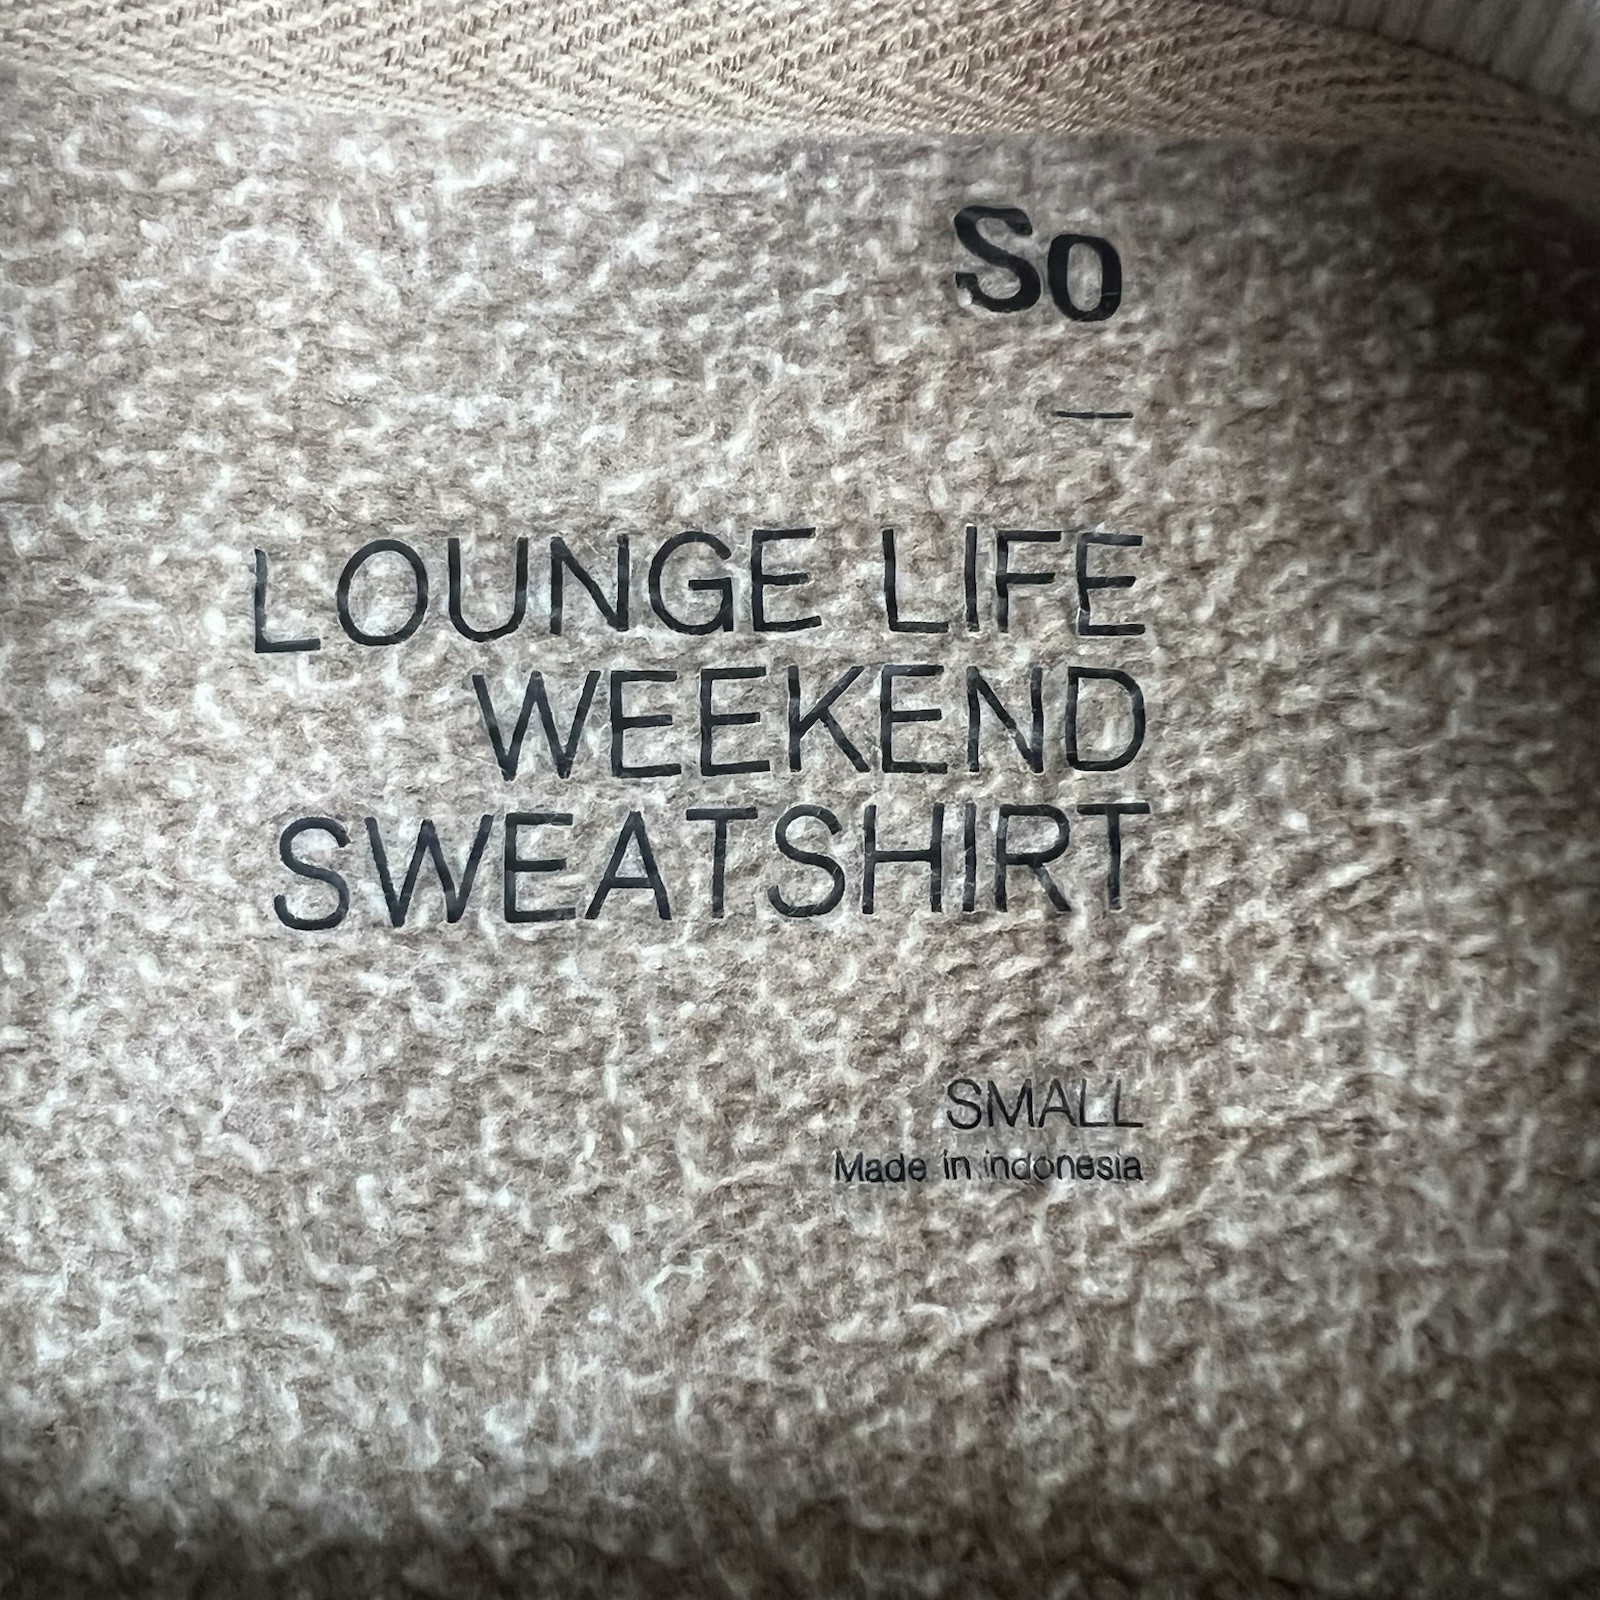 So
—
LOUNGE LIFE
WEEKEND
SWEATSHIRT
SMALL
Made in indonesia